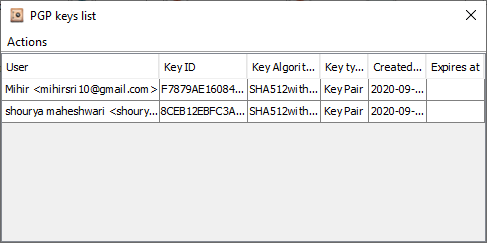 PGP keys list
Actions
User Key ID Key Algorit... Key ty... Created... Expires at
Mihir <mihirsri10@gmail.com> F7879AE16084... SHA512with... Key Pair 2020-09-...
shourya maheshwari <shoury... 8CEB12EBFC3A... SHA512with... Key Pair 2020-09-...